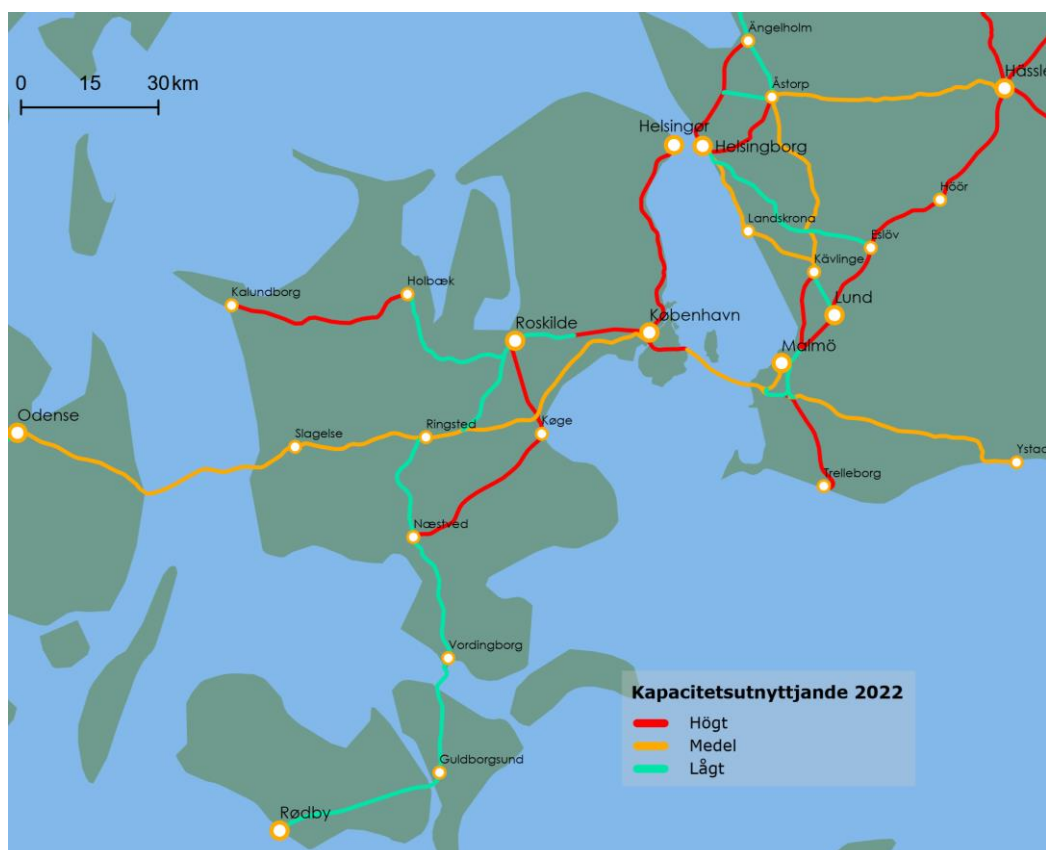 Ängelholm
0 15 30 km
Åstorp
Hässle
Helsingør
Helsingborg
Höör
Landskrona
Eslöv
Kävlinge
Holbæk
Kalundborg
Lund
København
Roskilde
Malmö
Odense
Ringsted
Køge
Slagelse
Ystad
Trelleborg
Næstved
Vordingborg
Kapacitetsutnyttjande 2022
Högt
Medel
Lågt
Guldborgsund
Rødby